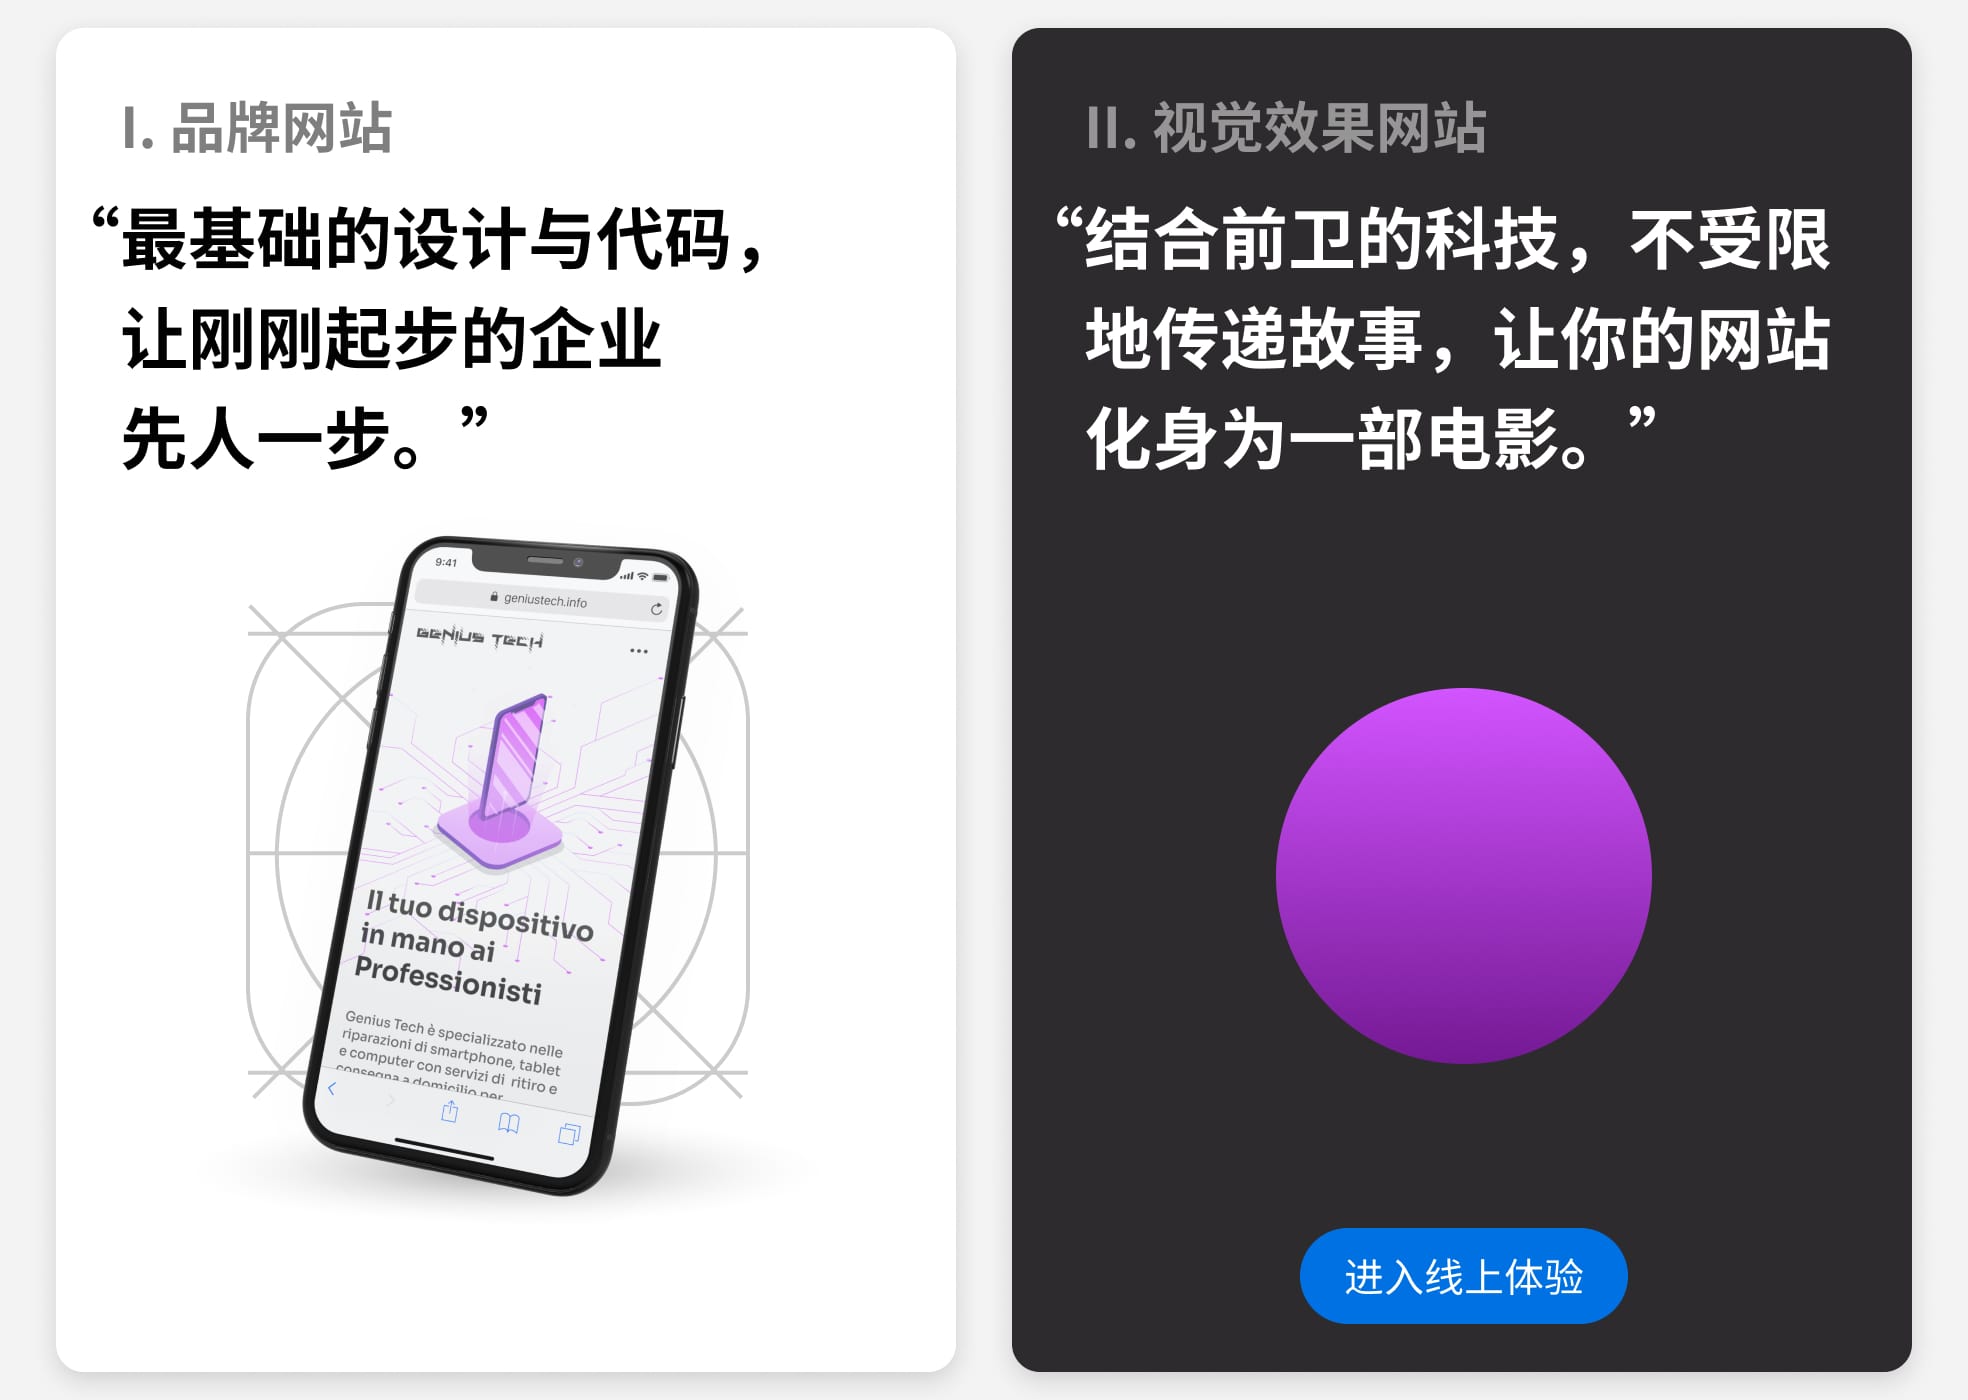 I. 品牌网站
“最基础的设计与代码，
让刚刚起步的企业
先人一步。”
9:41
geniustech.info
GENIUS TECH
Il tuo dispositivo
in mano ai
Professionisti
Genius Tech è specializzato nelle
riparazioni di smartphone, tablet
e computer con servizi di ritiro e
consegna a domicilio per
II. 视觉效果网站
“结合前卫的科技，不受限
地传递故事，让你的网站
化身为一部电影。”
进入线上体验